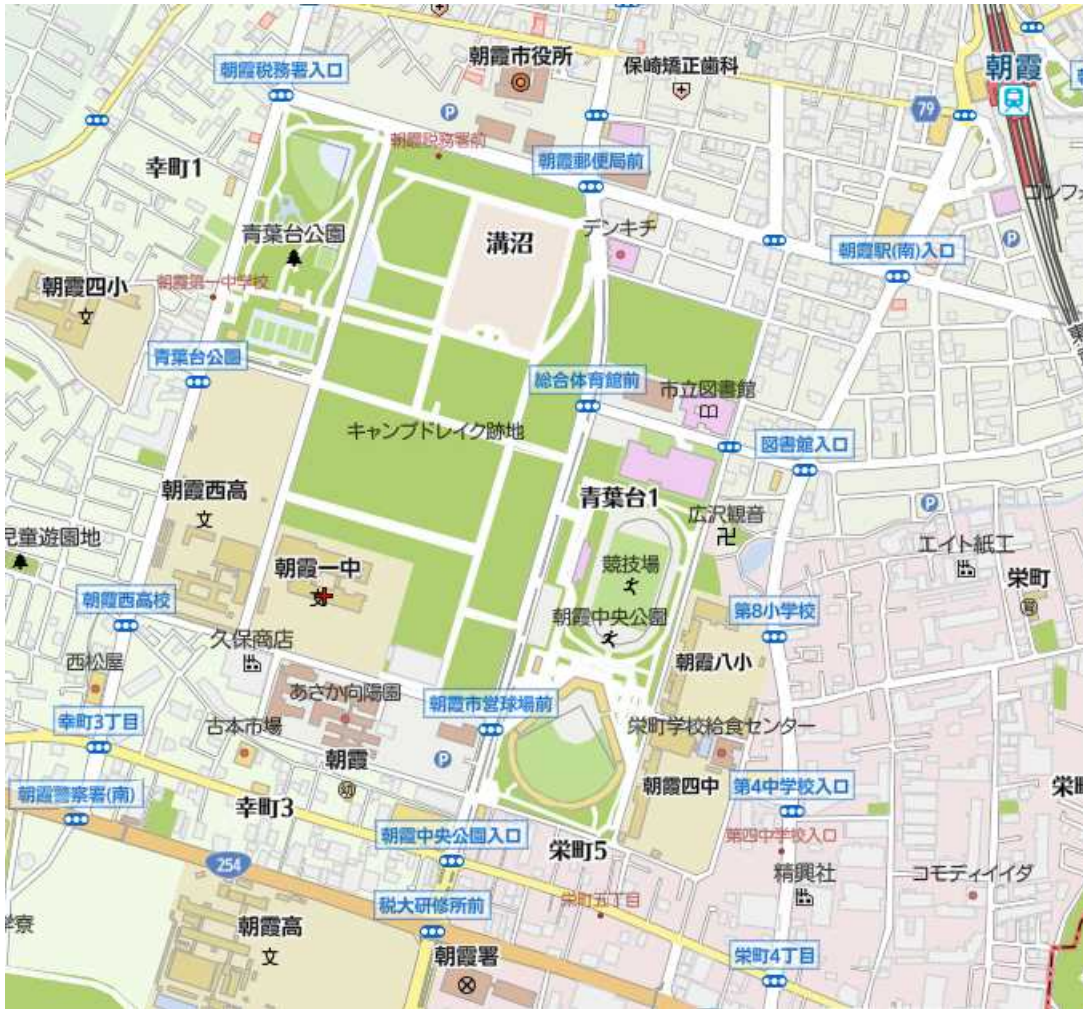 朝霞市役所
朝霞税務署入口
保崎矯正歯科
朝霞
79
朝霞税務署前
朝霞郵便局前
幸町1
青葉台公園
溝沼
デンキチ
コンファ
朝霞駅(南)入口
朝霞四小
朝霞第一中学校
青葉台公園
総合体育館前
市立図書館
キャンプドレイク跡地
図書館入口
朝霞西高
青葉台1
広沢観音
児童遊園地
朝霞一中
競技場
エイト紙工
栄町
朝霞西高校
朝霞中央公園
第8小学校
久保商店
西松屋
朝霞八小
あさか向陽園
幸町3丁目
古本市場
朝霞市営球場前
栄町学校給食センター
朝霞
朝霞警察署(南)
幸町3
朝霞四中
第4中学校入口
栄町
朝霞中央公園入口
栄町5
第四中学校入口
254
精興社
コモディイイダ
税大研修所前
栄町五丁目
学寮
朝霞高
朝霞署
栄町4丁目